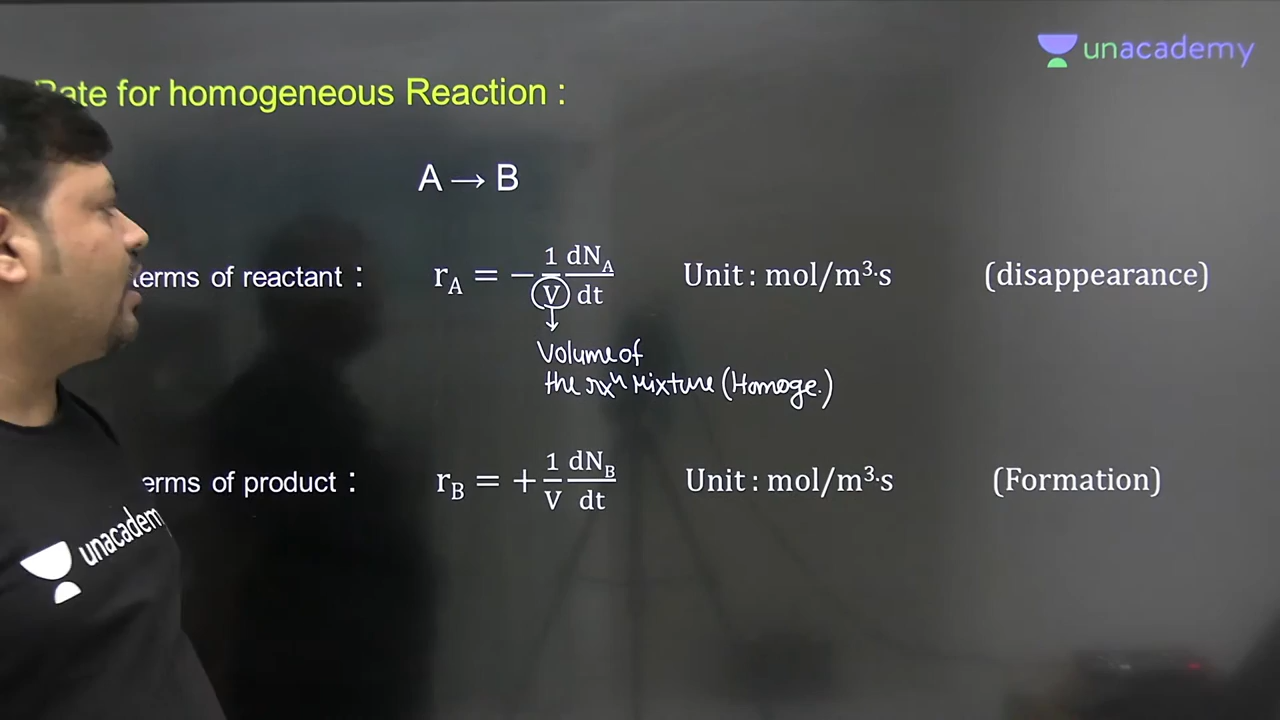 unacademy
Rate for homogeneous Reaction :
A → B
terms of reactant : r_A = − 1/V dN_A/dt Unit : mol/m³·s (disappearance)
Volume of
the rxⁿ Mixture (Homoge.)
terms of product : r_B = + 1/V dN_B/dt Unit : mol/m³·s (Formation)
unacademy